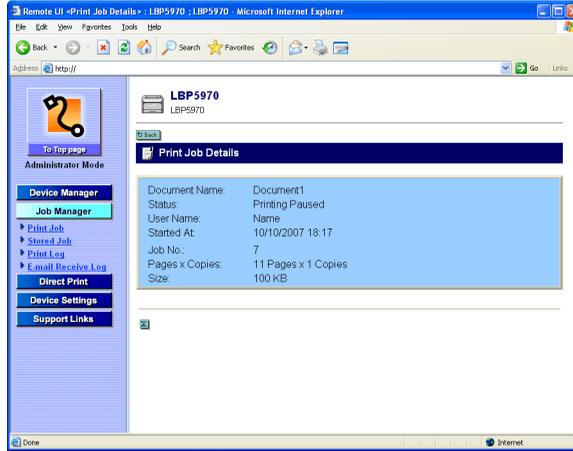 Remote UI <Print Job Details> : LBP5970 ; LBP5970 - Microsoft Internet Explorer
File Edit View Favorites Tools Help
Back Search Favorites
Address http:// Go Links
LBP5970
LBP5970
Back
To Top page
Print Job Details
Administrator Mode
Device Manager
Job Manager
Print Job
Stored Job
Print Log
E-mail Receive Log
Direct Print
Device Settings
Support Links
Document Name: Document1
Status: Printing Paused
User Name: Name
Started At: 10/10/2007 18:17
Job No.: 7
Pages x Copies: 11 Pages x 1 Copies
Size: 100 KB
Done Internet